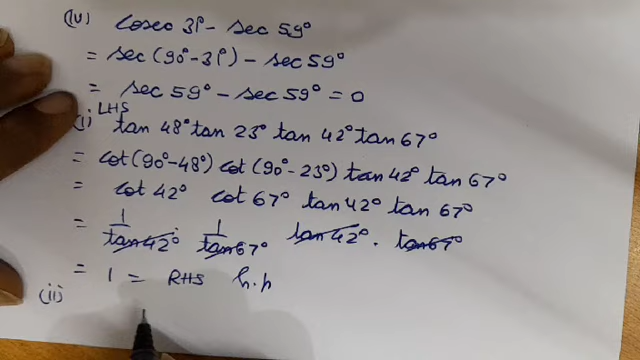 (iv) cosec 31° - sec 59°
= sec (90° - 31°) - sec 59°
= sec 59° - sec 59° = 0
(i) LHS
tan 48° tan 23° tan 42° tan 67°
= cot (90° - 48°) cot (90° - 23°) tan 42° tan 67°
= cot 42° cot 67° tan 42° tan 67°
= 1/tan 42° 1/tan 67° tan 42° . tan 67°
= 1 = RHS h.p
(ii)